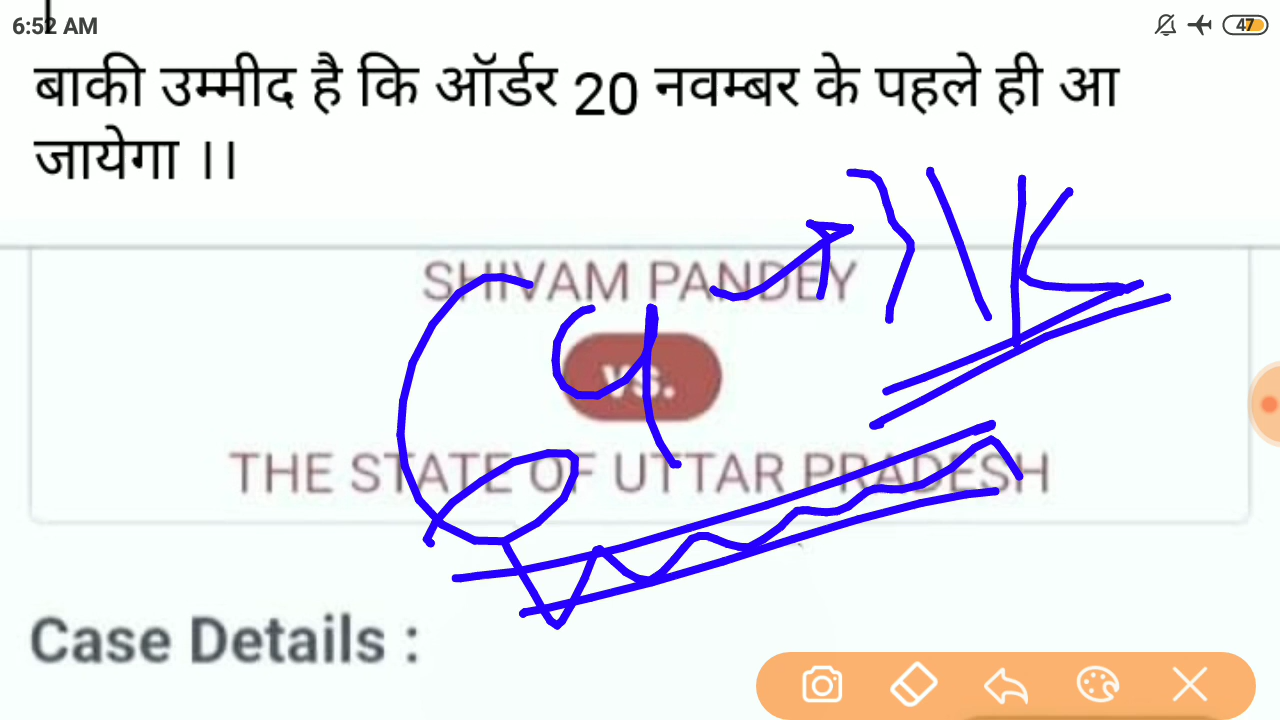 6:52 AM
47
बाकी उम्मीद है कि ऑर्डर 20 नवम्बर के पहले ही आ
जायेगा ।।
SHIVAM PANDEY
vs.
THE STATE OF UTTAR PRADESH
Case Details :